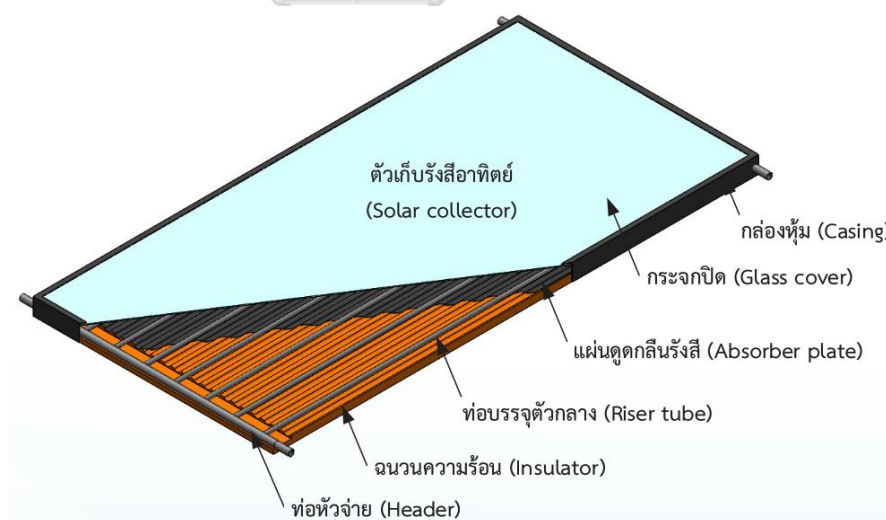 ตัวเก็บรังสีอาทิตย์
(Solar collector)
กล่องหุ้ม (Casing)
กระจกปิด (Glass cover)
แผ่นดูดกลืนรังสี (Absorber plate)
ท่อบรรจุตัวกลาง (Riser tube)
ฉนวนความร้อน (Insulator)
ท่อหัวจ่าย (Header)